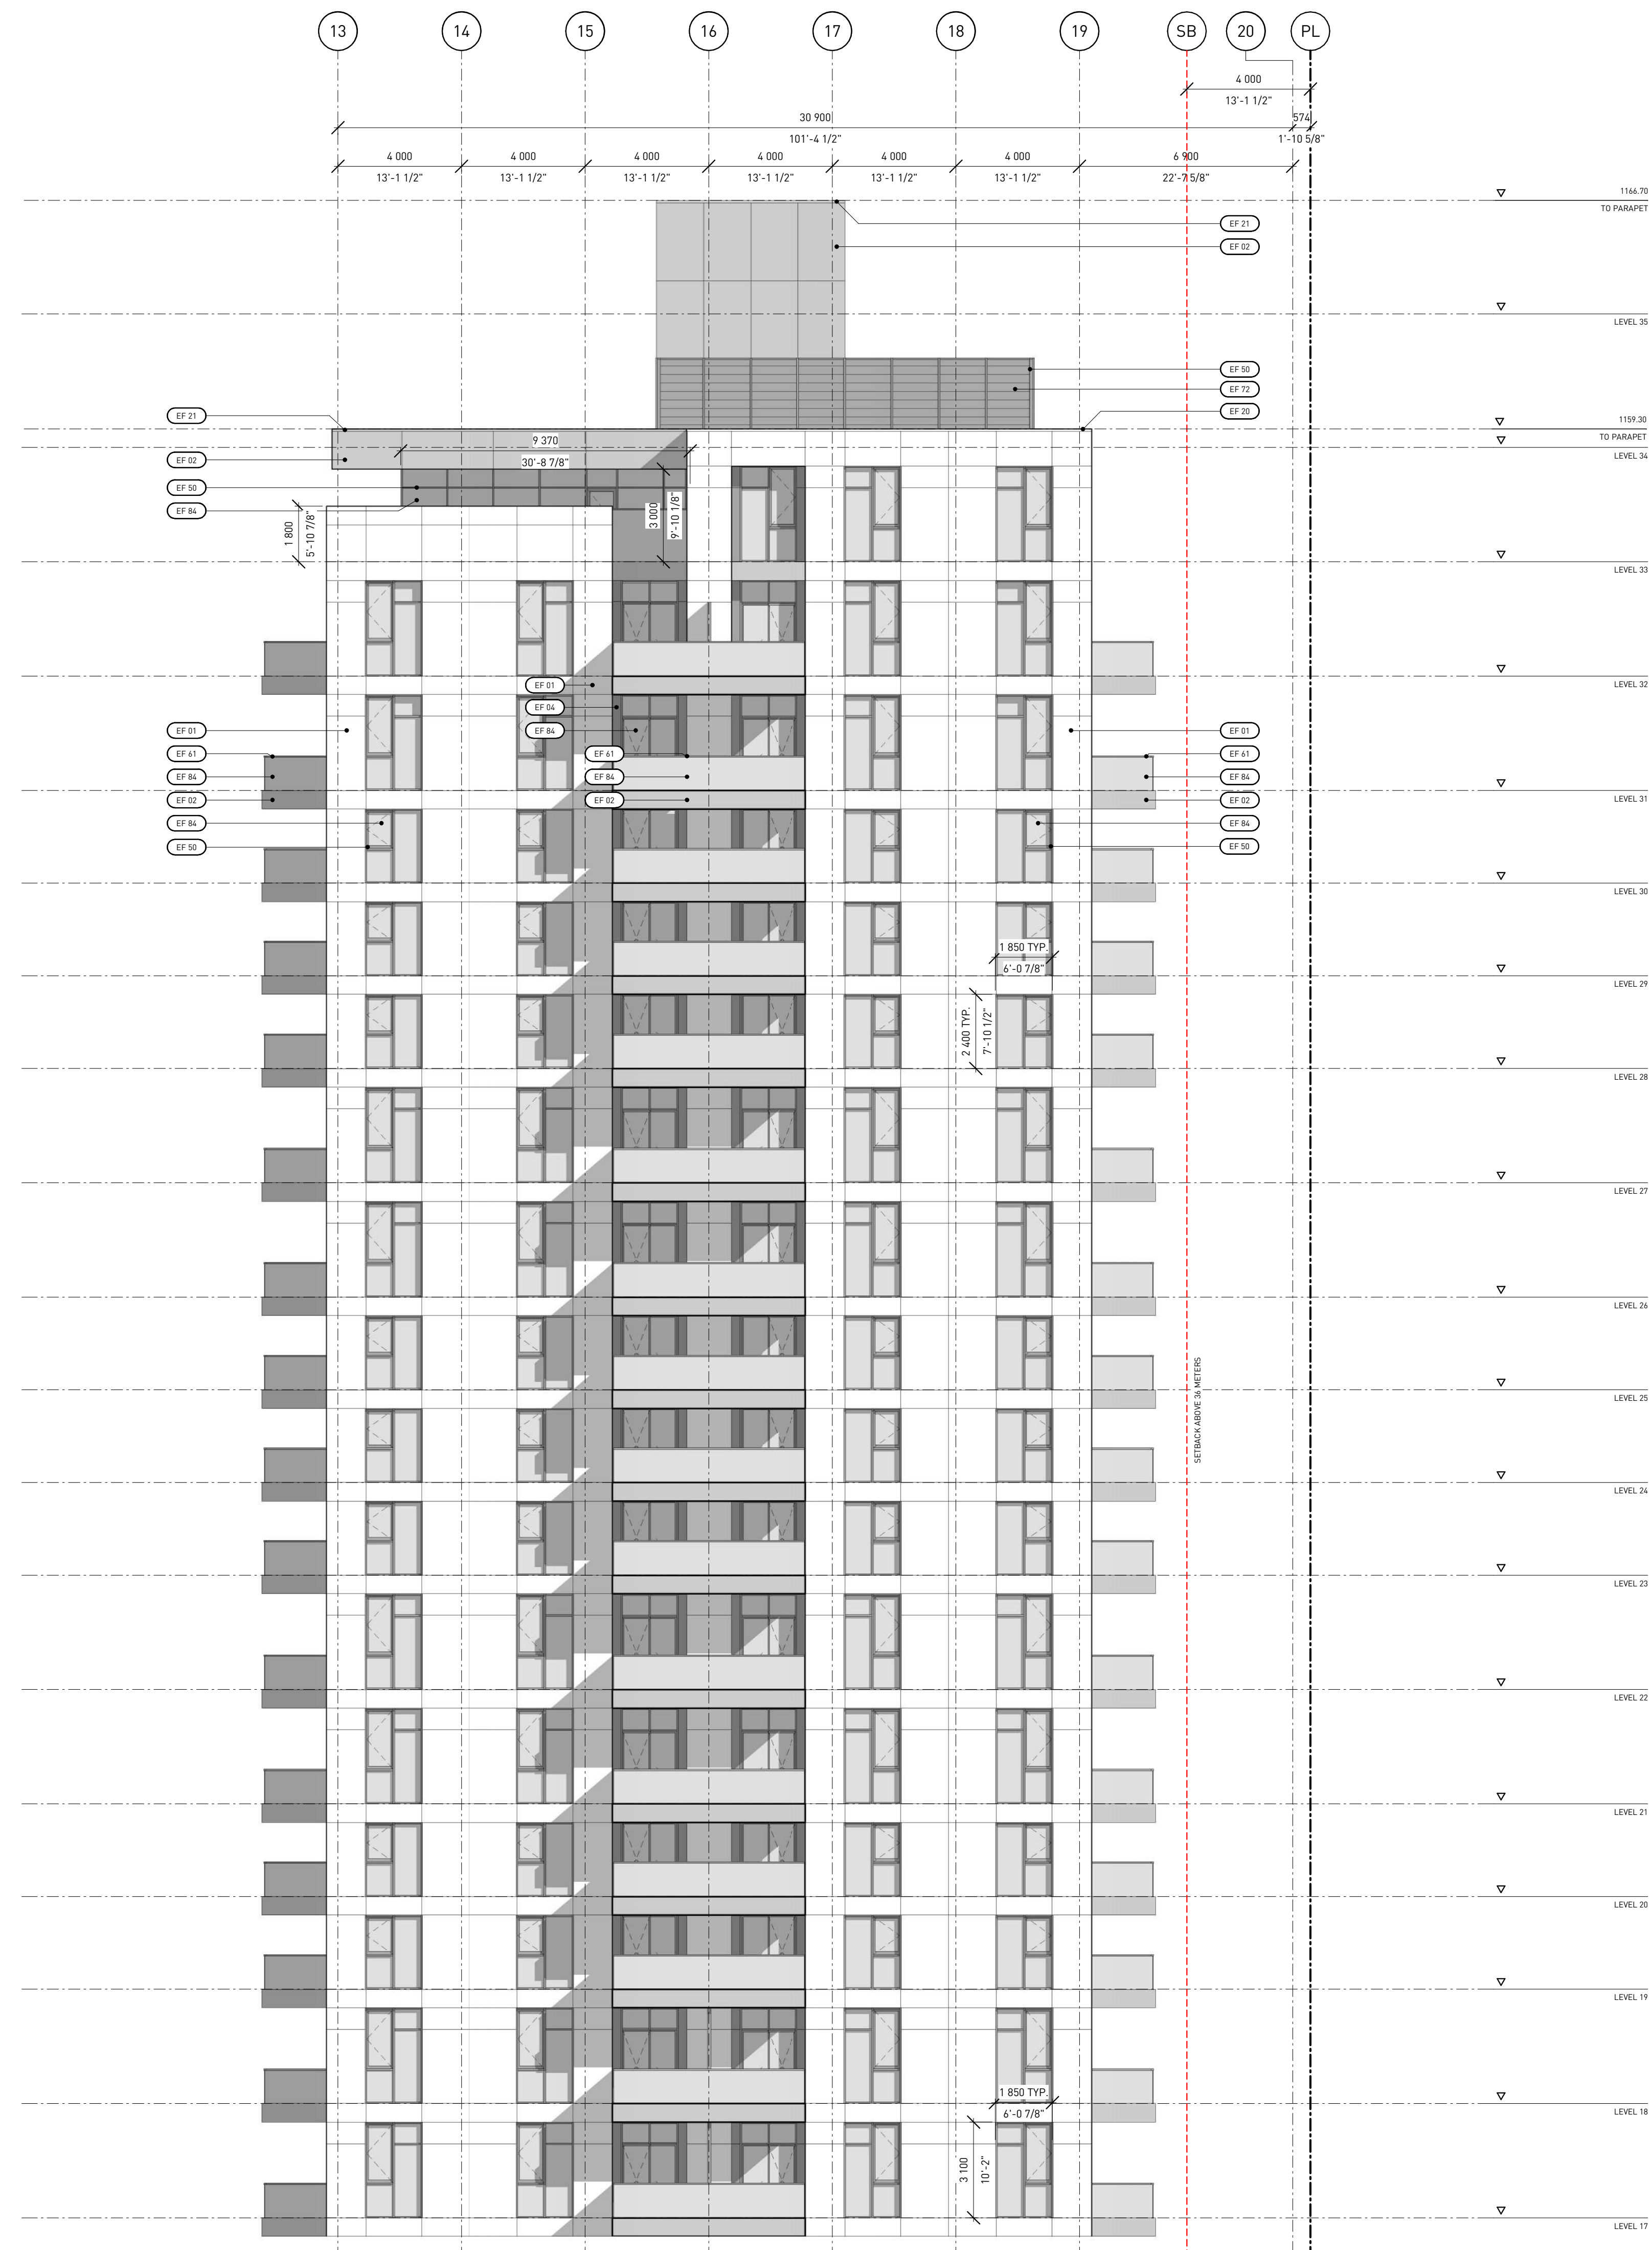 13 14 15 16 17 18 19 SB 20 PL
4 000
13'-1 1/2"
30 900 574
101'-4 1/2" 1'-10 5/8"
4 000 4 000 4 000 4 000 4 000 4 000 6 900
13'-1 1/2" 13'-1 1/2" 13'-1 1/2" 13'-1 1/2" 13'-1 1/2" 13'-1 1/2" 22'-7 5/8"
1166.70
TO PARAPET
EF 21
EF 02
LEVEL 35
EF 50
EF 72
EF 20
EF 21
1159.30
TO PARAPET
9 370
30'-8 7/8"
LEVEL 34
EF 02
EF 50
EF 84
3 000
9'-10 1/8"
1 800
5'-10 7/8"
LEVEL 33
EF 01
LEVEL 32
EF 04
EF 01 EF 84 EF 01
EF 61 EF 61 EF 61
EF 84 EF 84 EF 84
EF 02 EF 02 EF 02
LEVEL 31
EF 84 EF 84
EF 50 EF 50
LEVEL 30
1 850 TYP.
6'-0 7/8"
LEVEL 29
2 400 TYP.
7'-10 1/2"
LEVEL 28
LEVEL 27
LEVEL 26
SETBACK ABOVE 36 METERS
LEVEL 25
LEVEL 24
LEVEL 23
LEVEL 22
LEVEL 21
LEVEL 20
LEVEL 19
1 850 TYP.
6'-0 7/8"
LEVEL 18
3 100
10'-2"
LEVEL 17